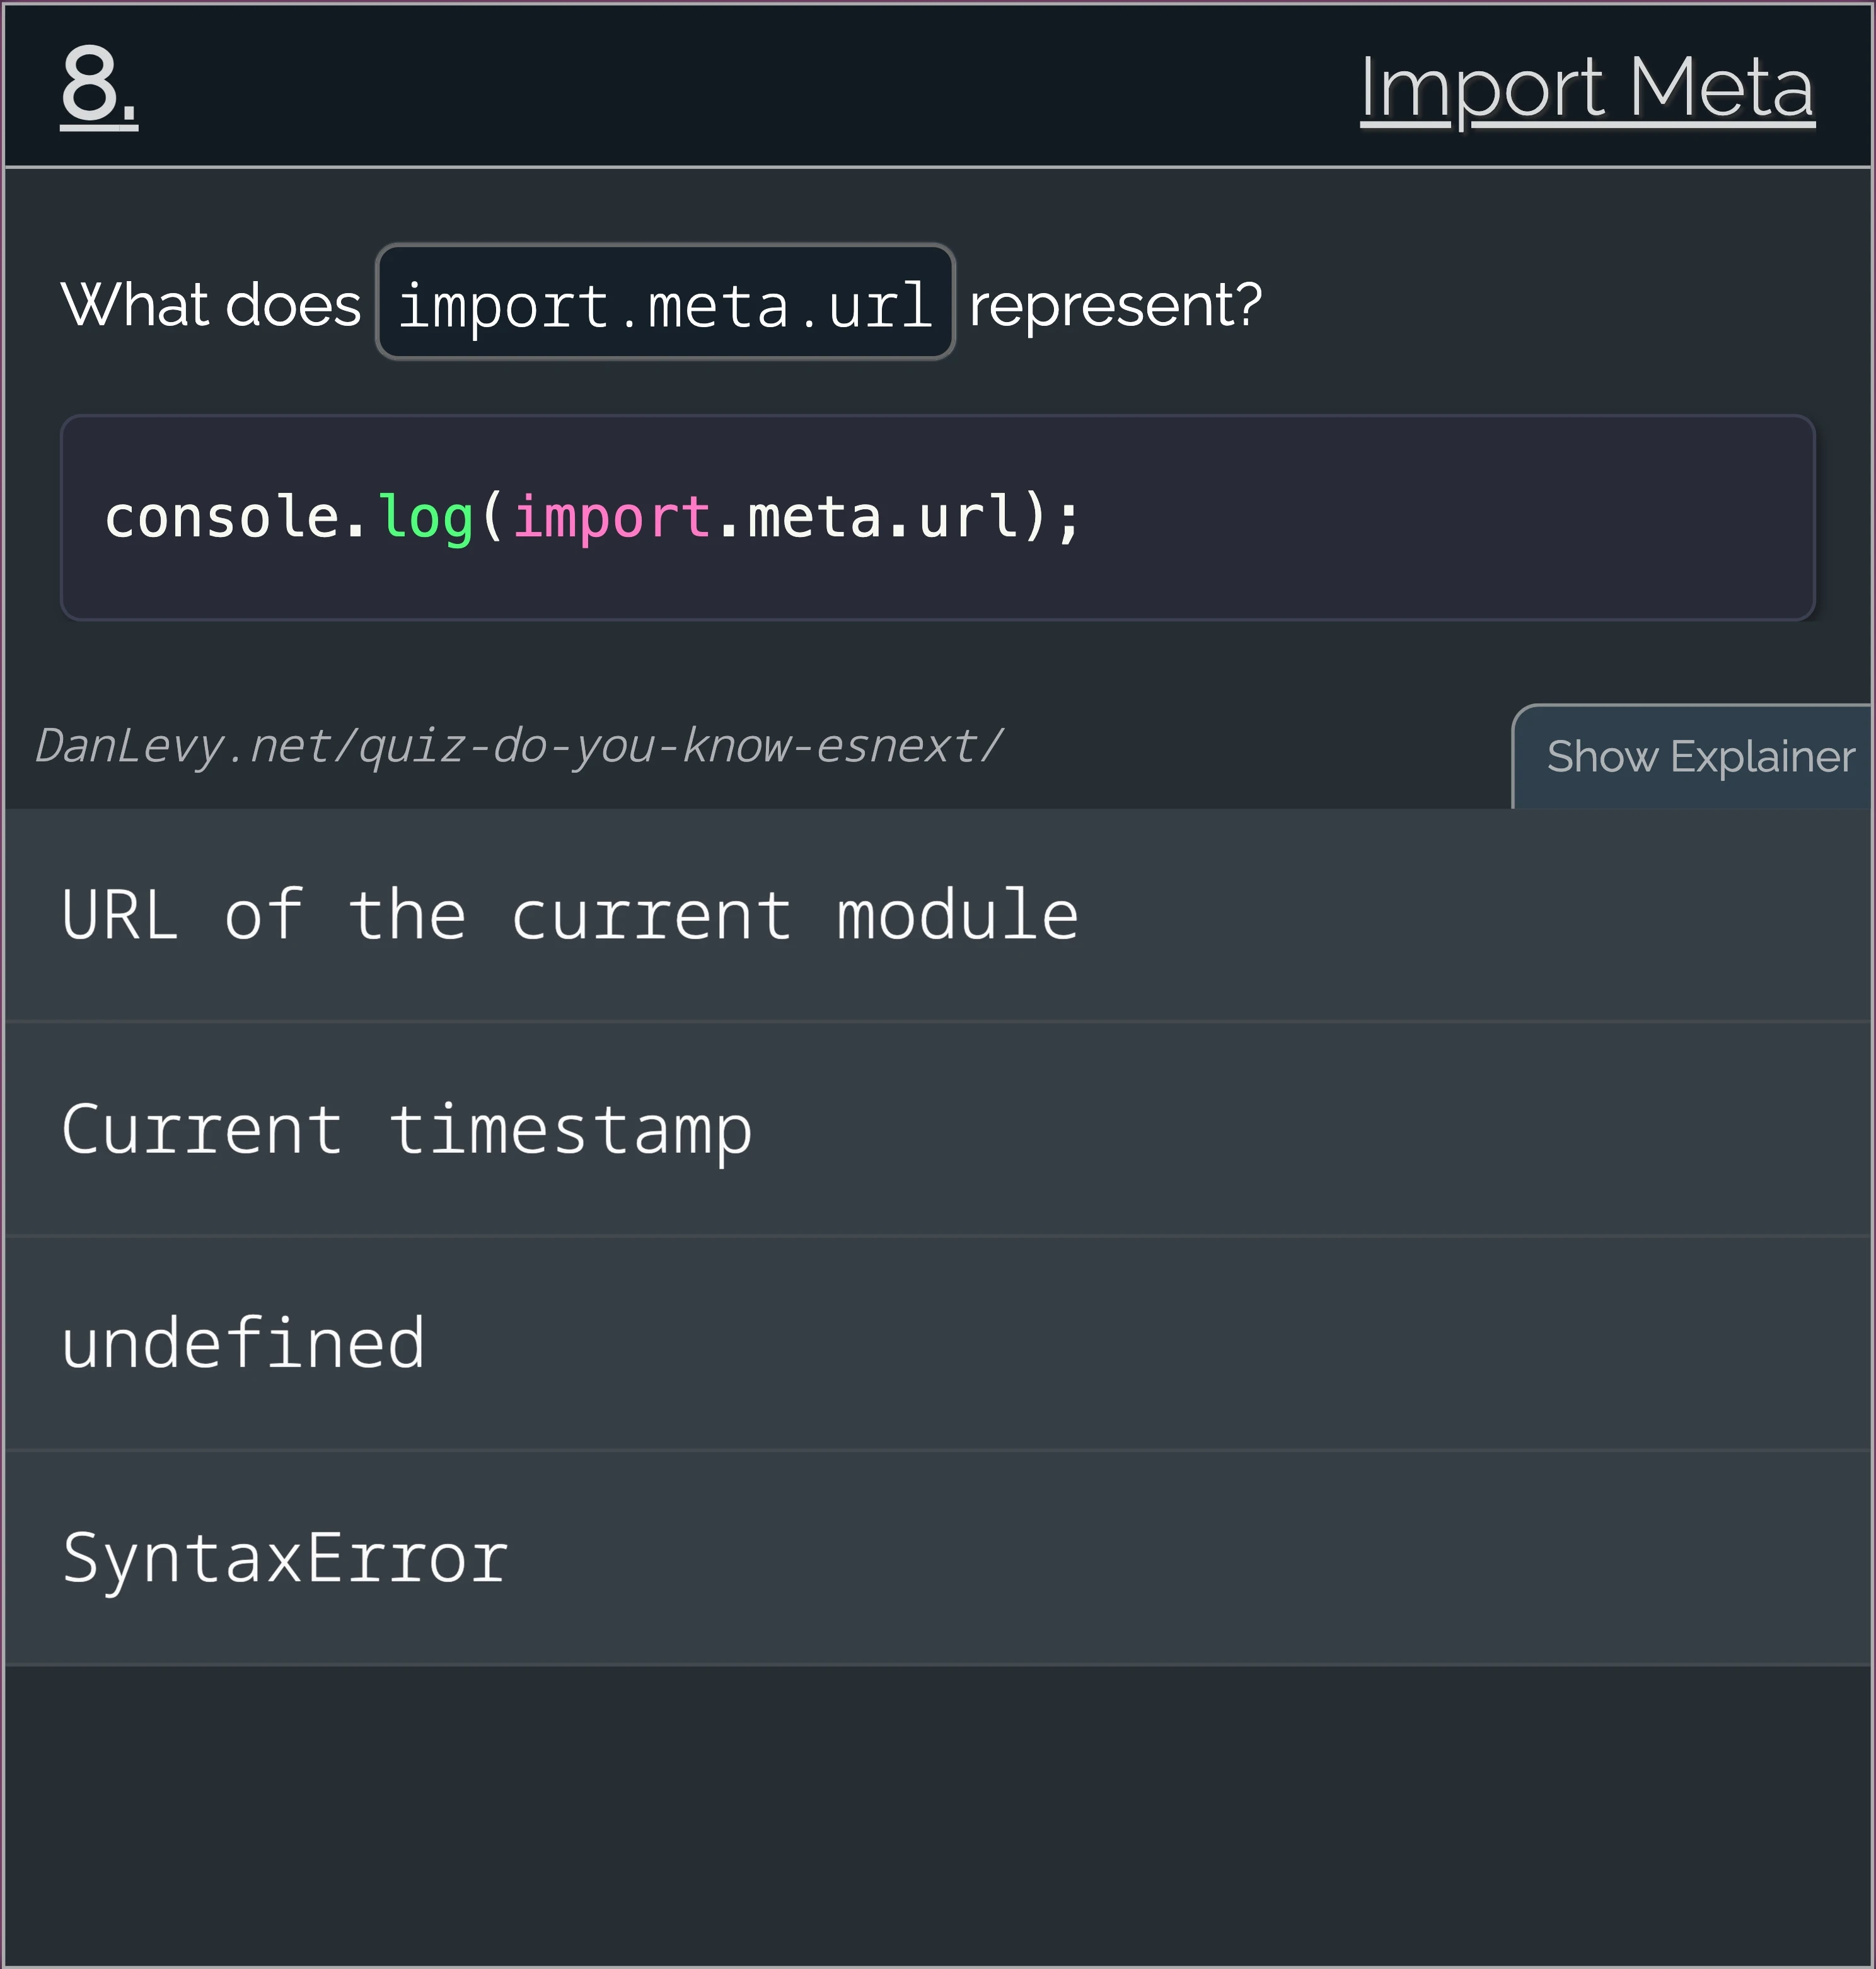 8.
Import Meta
What does import.meta.url represent?
console.log(import.meta.url);
DanLevy.net/quiz-do-you-know-esnext/
Show Explainer
URL of the current module
Current timestamp
undefined
SyntaxError